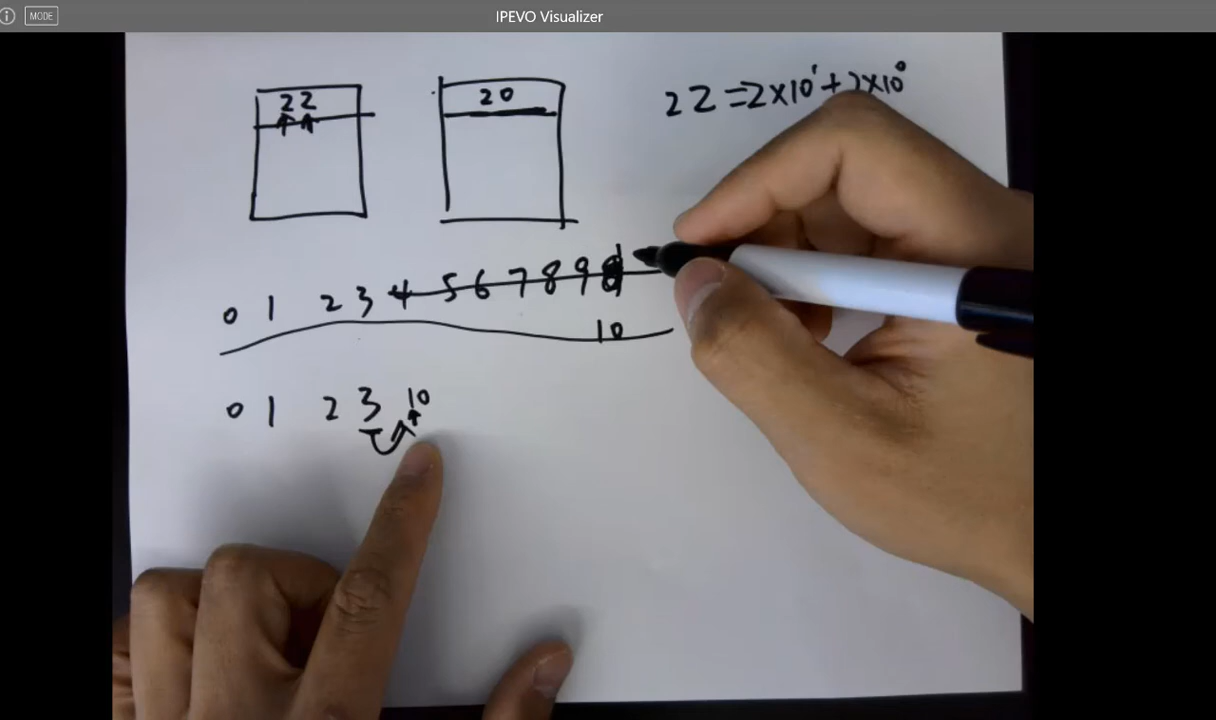 MODE
IPEVO Visualizer
22
20
22=2×10¹+2×10⁰
0 1 2 3 4 5 6 7 8 9
10
0 1 2 3 10